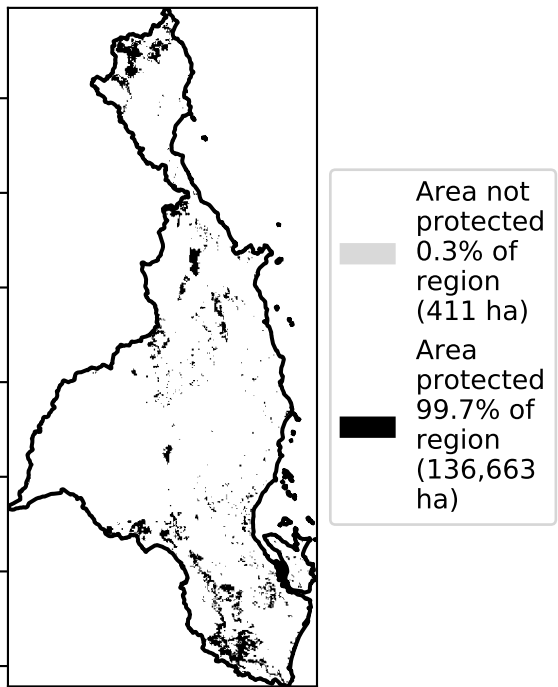 Area not
protected
0.3% of
region
(411 ha)
Area
protected
99.7% of
region
(136,663
ha)